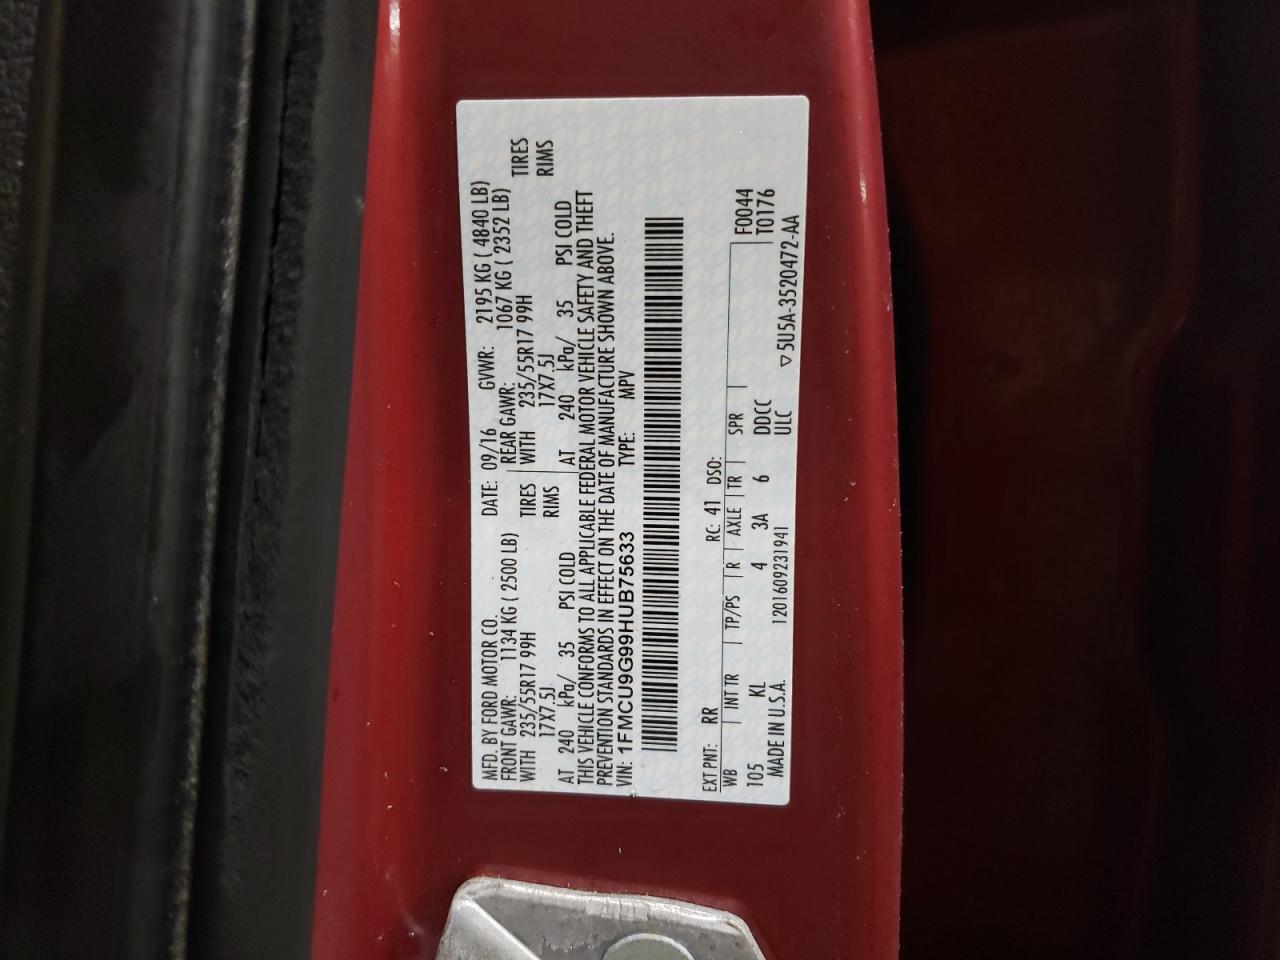 MFD. BY FORD MOTOR CO. DATE: 09/16 GVWR: 2195 KG ( 4840 LB)
FRONT GAWR: 1134 KG ( 2500 LB) REAR GAWR: 1067 KG ( 2352 LB)
WITH 235/55R17 99H TIRES WITH 235/55R17 99H TIRES
17X7.5J RIMS 17X7.5J RIMS
AT 240 kPa/ 35 PSI COLD AT 240 kPa/ 35 PSI COLD
THIS VEHICLE CONFORMS TO ALL APPLICABLE FEDERAL MOTOR VEHICLE SAFETY AND THEFT
PREVENTION STANDARDS IN EFFECT ON THE DATE OF MANUFACTURE SHOWN ABOVE.
VIN: 1FMCU9G99HUB75633 TYPE: MPV
EXT PNT: RR RC: 41 DSO: F0044
WB INT TR TP/PS R AXLE TR SPR T0176
105 KL 4 3A 6 DDCC
MADE IN U.S.A. 1201609231941 ULC ▽5U5A-3520472-AA